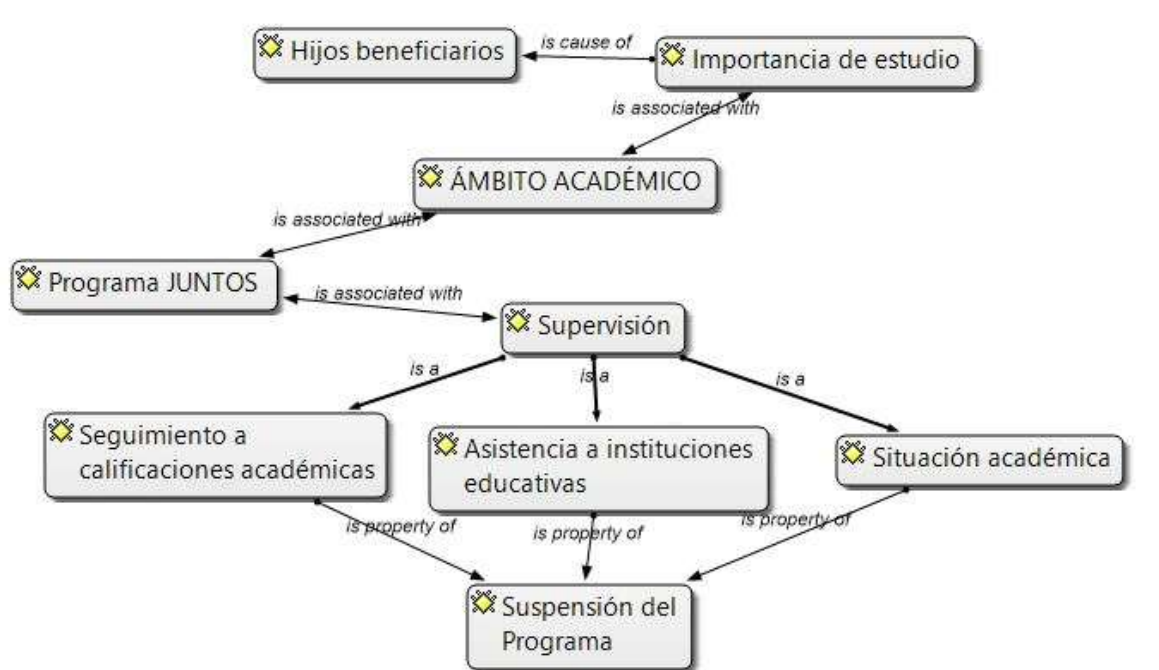 Hijos beneficiarios
is cause of
Importancia de estudio
is associated with
ÁMBITO ACADÉMICO
is associated with
Programa JUNTOS
is associated with
Supervisión
is a
is a
is a
Seguimiento a
calificaciones académicas
Asistencia a instituciones
educativas
Situación académica
is property of
is property of
is property of
Suspensión del
Programa